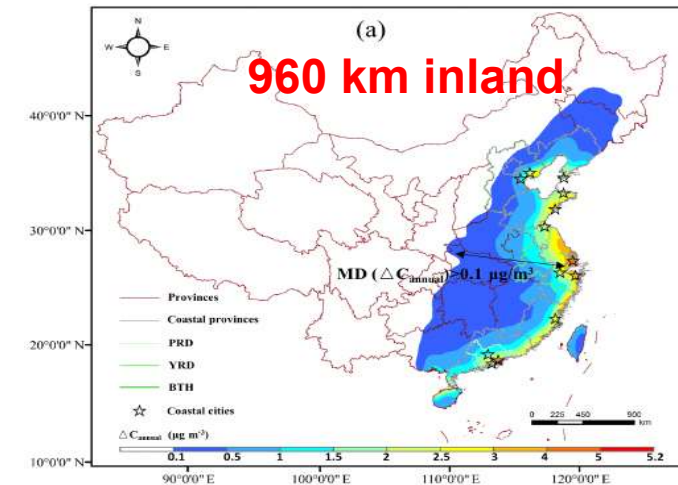 (a)
N
W E
S
960 km inland
40°0'0" N
30°0'0" N
20°0'0" N
10°0'0" N
MD (△C_annual)>0.1 μg/m³
Provinces
Coastal provinces
PRD
YRD
BTH
Coastal cities
△C_annual (μg m⁻³)
0 225 450 900
km
0.1 0.5 1 1.5 2 2.5 3 4 5 5.2
90°0'0" E 100°0'0" E 110°0'0" E 120°0'0" E